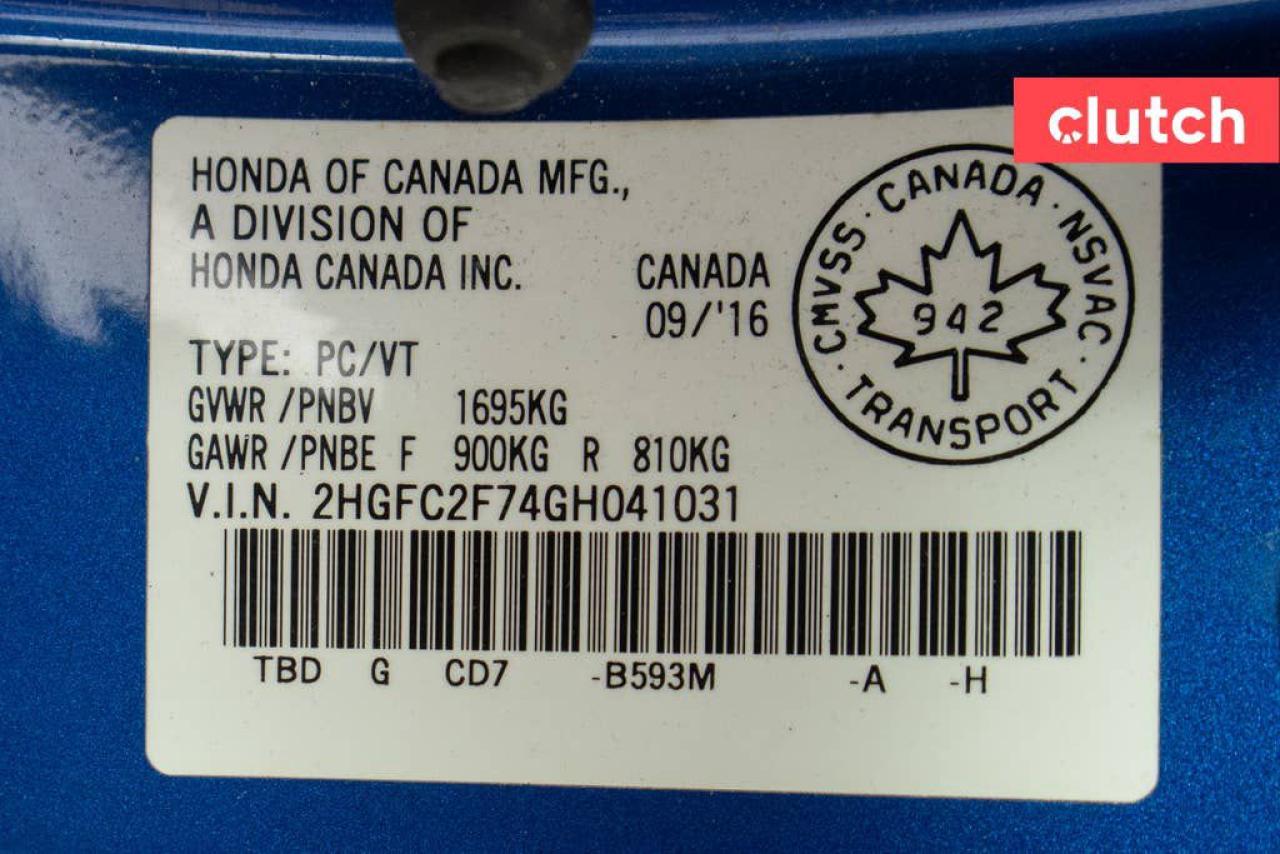 clutch
HONDA OF CANADA MFG.,
A DIVISION OF
HONDA CANADA INC.
CANADA
09/'16
CMVSS · CANADA · NSVAC · TRANSPORT ·
942
TYPE: PC/VT
GVWR /PNBV 1695KG
GAWR /PNBE F 900KG R 810KG
V.I.N. 2HGFC2F74GH041031
TBD G CD7 -B593M -A -H